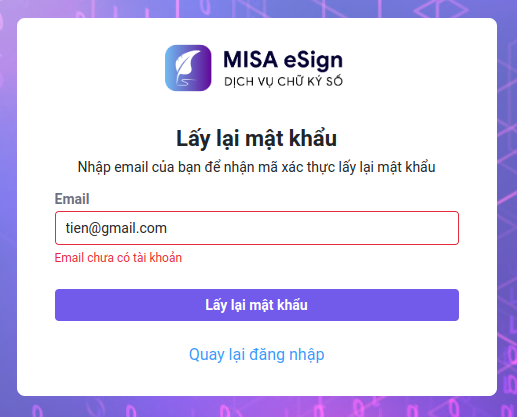 MISA eSign
DỊCH VỤ CHỮ KÝ SỐ
Lấy lại mật khẩu
Nhập email của bạn để nhận mã xác thực lấy lại mật khẩu
Email
tien@gmail.com
Email chưa có tài khoản
Lấy lại mật khẩu
Quay lại đăng nhập